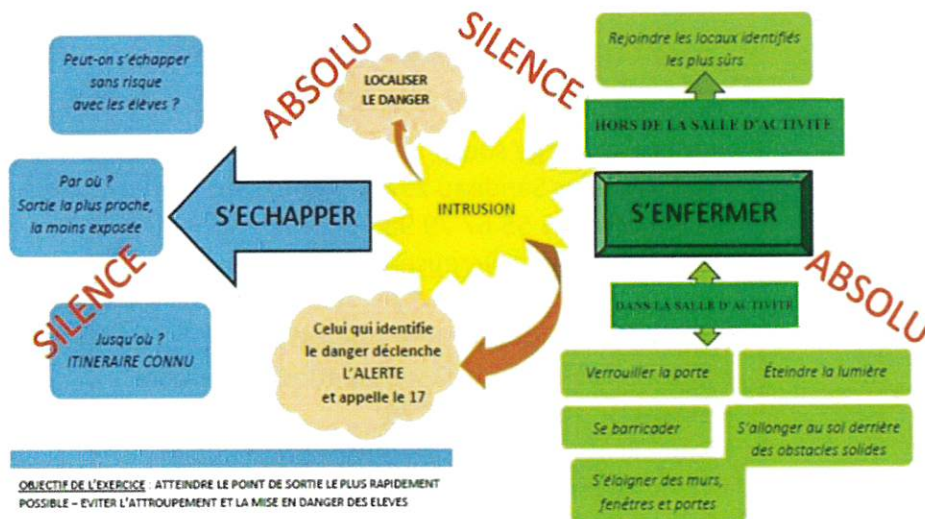 Peut-on s'échapper
sans risque
avec les élèves ?
ABSOLU
LOCALISER
LE DANGER
SILENCE
Rejoindre les locaux identifiés
les plus sûrs
HORS DE LA SALLE D'ACTIVITE
Par où ?
Sortie la plus proche,
la moins exposée
S'ECHAPPER
INTRUSION
S'ENFERMER
SILENCE
ABSOLU
DANS LA SALLE D'ACTIVITE
Jusqu'où ?
ITINERAIRE CONNU
Celui qui identifie
le danger déclenche
L'ALERTE
et appelle le 17
Verrouiller la porte
Éteindre la lumière
Se barricader
S'allonger au sol derrière
des obstacles solides
S'éloigner des murs,
fenêtres et portes
OBJECTIF DE L'EXERCICE : ATTEINDRE LE POINT DE SORTIE LE PLUS RAPIDEMENT
POSSIBLE – EVITER L'ATTROUPEMENT ET LA MISE EN DANGER DES ELEVES